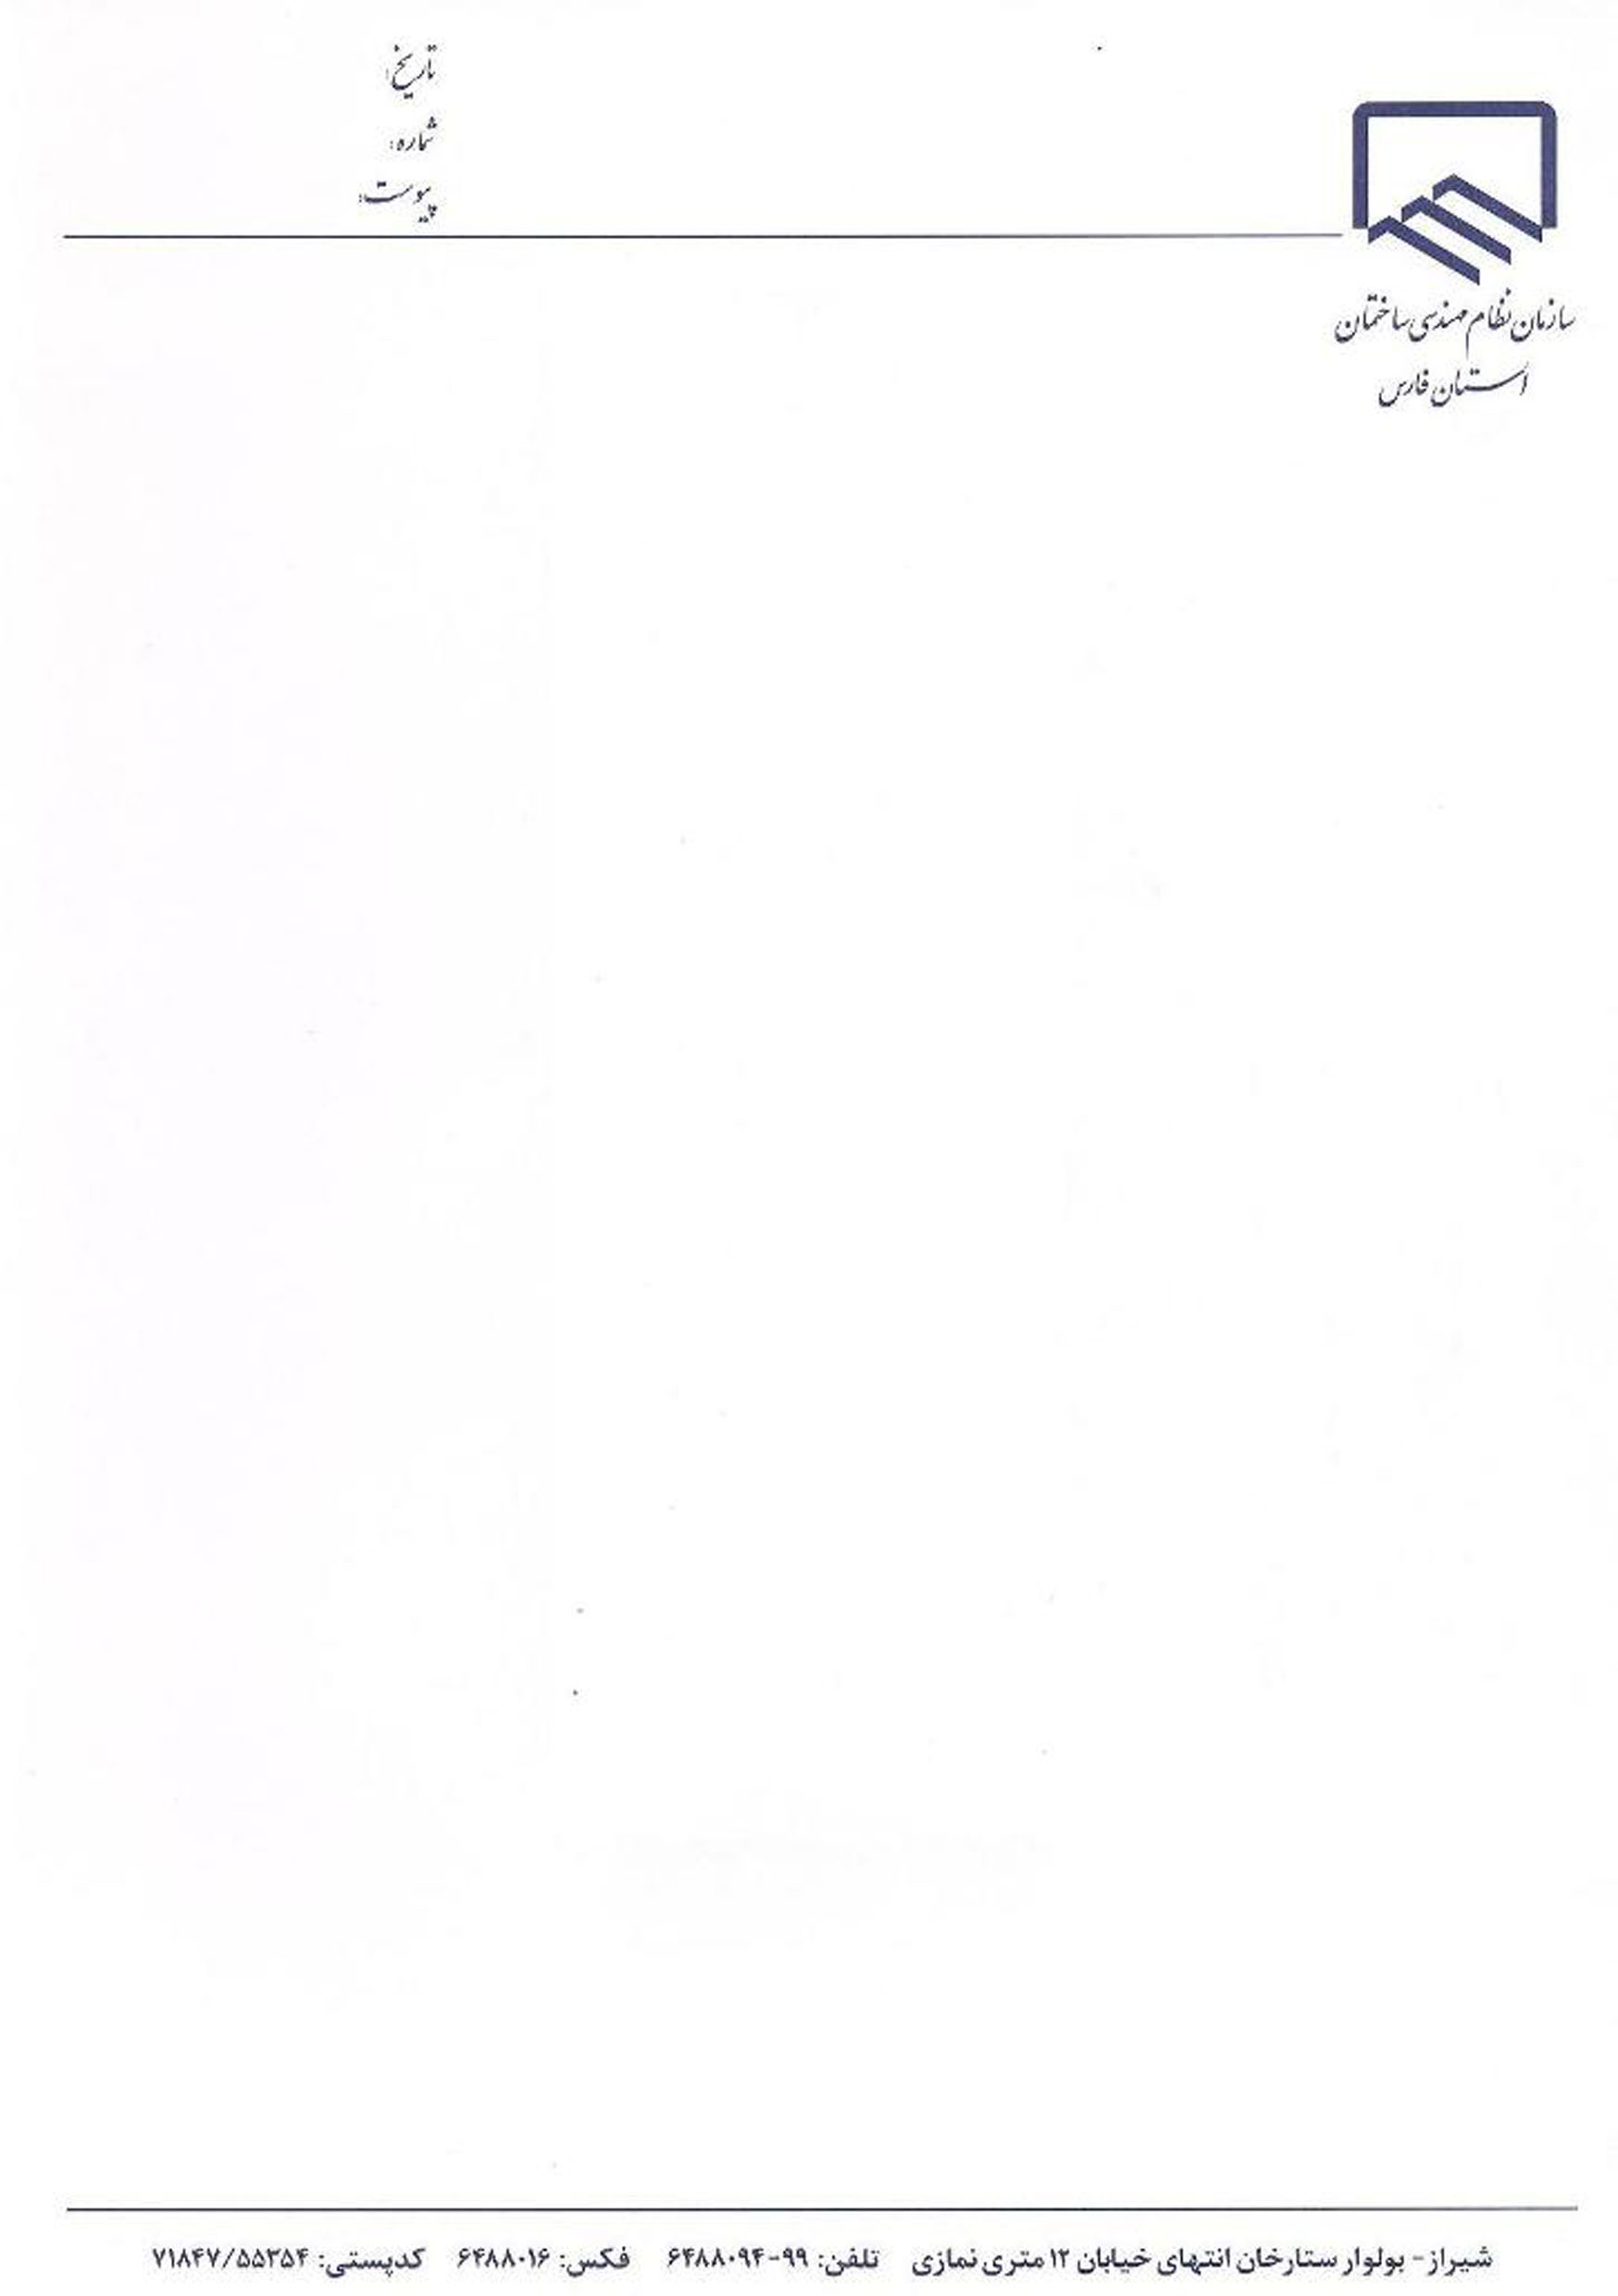 تاریخ:
شماره:
پیوست:
سازمان نظام مهندسی ساختمان
استان فارس
شیراز- بولوار ستارخان انتهای خیابان ۱۲ متری نمازی تلفن: ۹۹-۶۴۸۸۰۹۴ فکس: ۶۴۸۸۰۱۶ کدپستی: ۷۱۸۴۷/۵۵۳۵۴